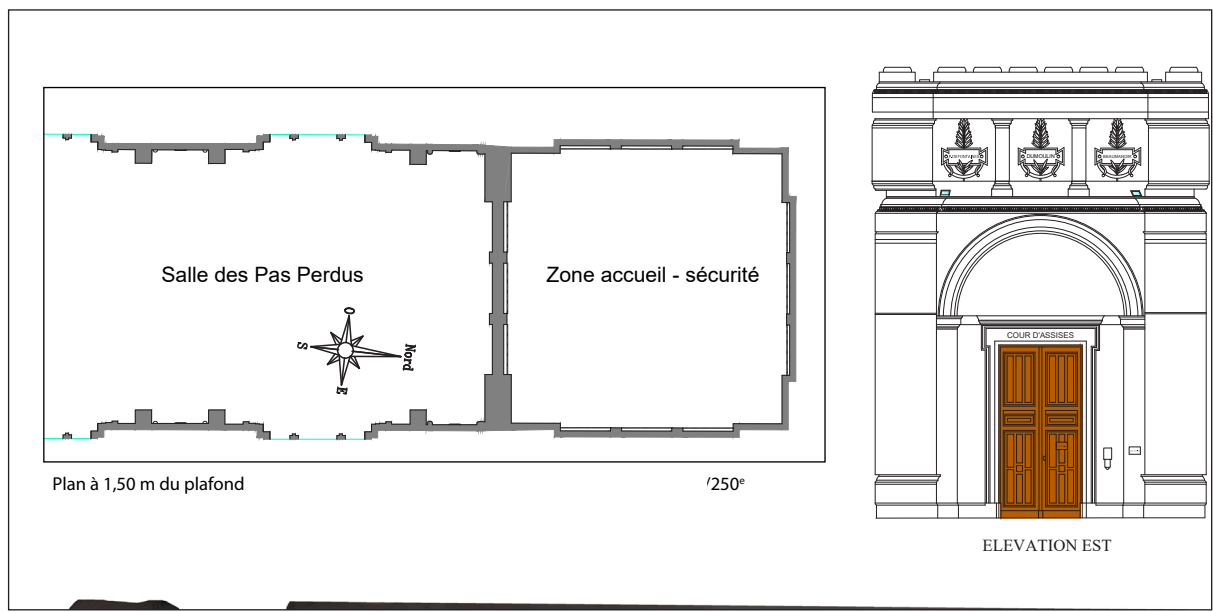 Salle des Pas Perdus
Zone accueil - sécurité
O
S
Nord
E
Plan à 1,50 m du plafond
/250e
DUMOULIN
BEAUMANOIR
COUR D'ASSISES
ELEVATION EST